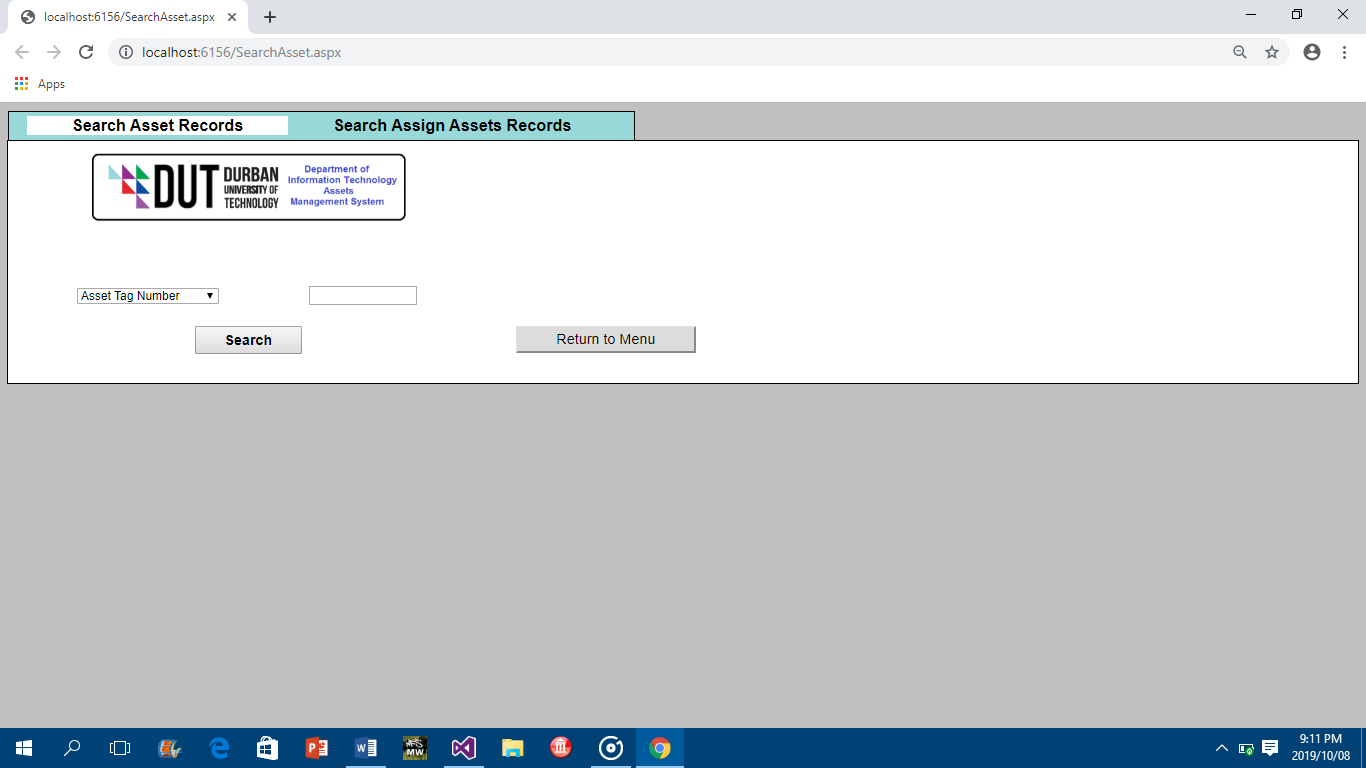 localhost:6156/SearchAsset.aspx
localhost:6156/SearchAsset.aspx
Apps
Search Asset Records
Search Assign Assets Records
DUT
DURBAN
UNIVERSITY OF
TECHNOLOGY
Department of
Information Technology
Assets
Management System
Asset Tag Number
Search
Return to Menu
MW
9:11 PM
2019/10/08